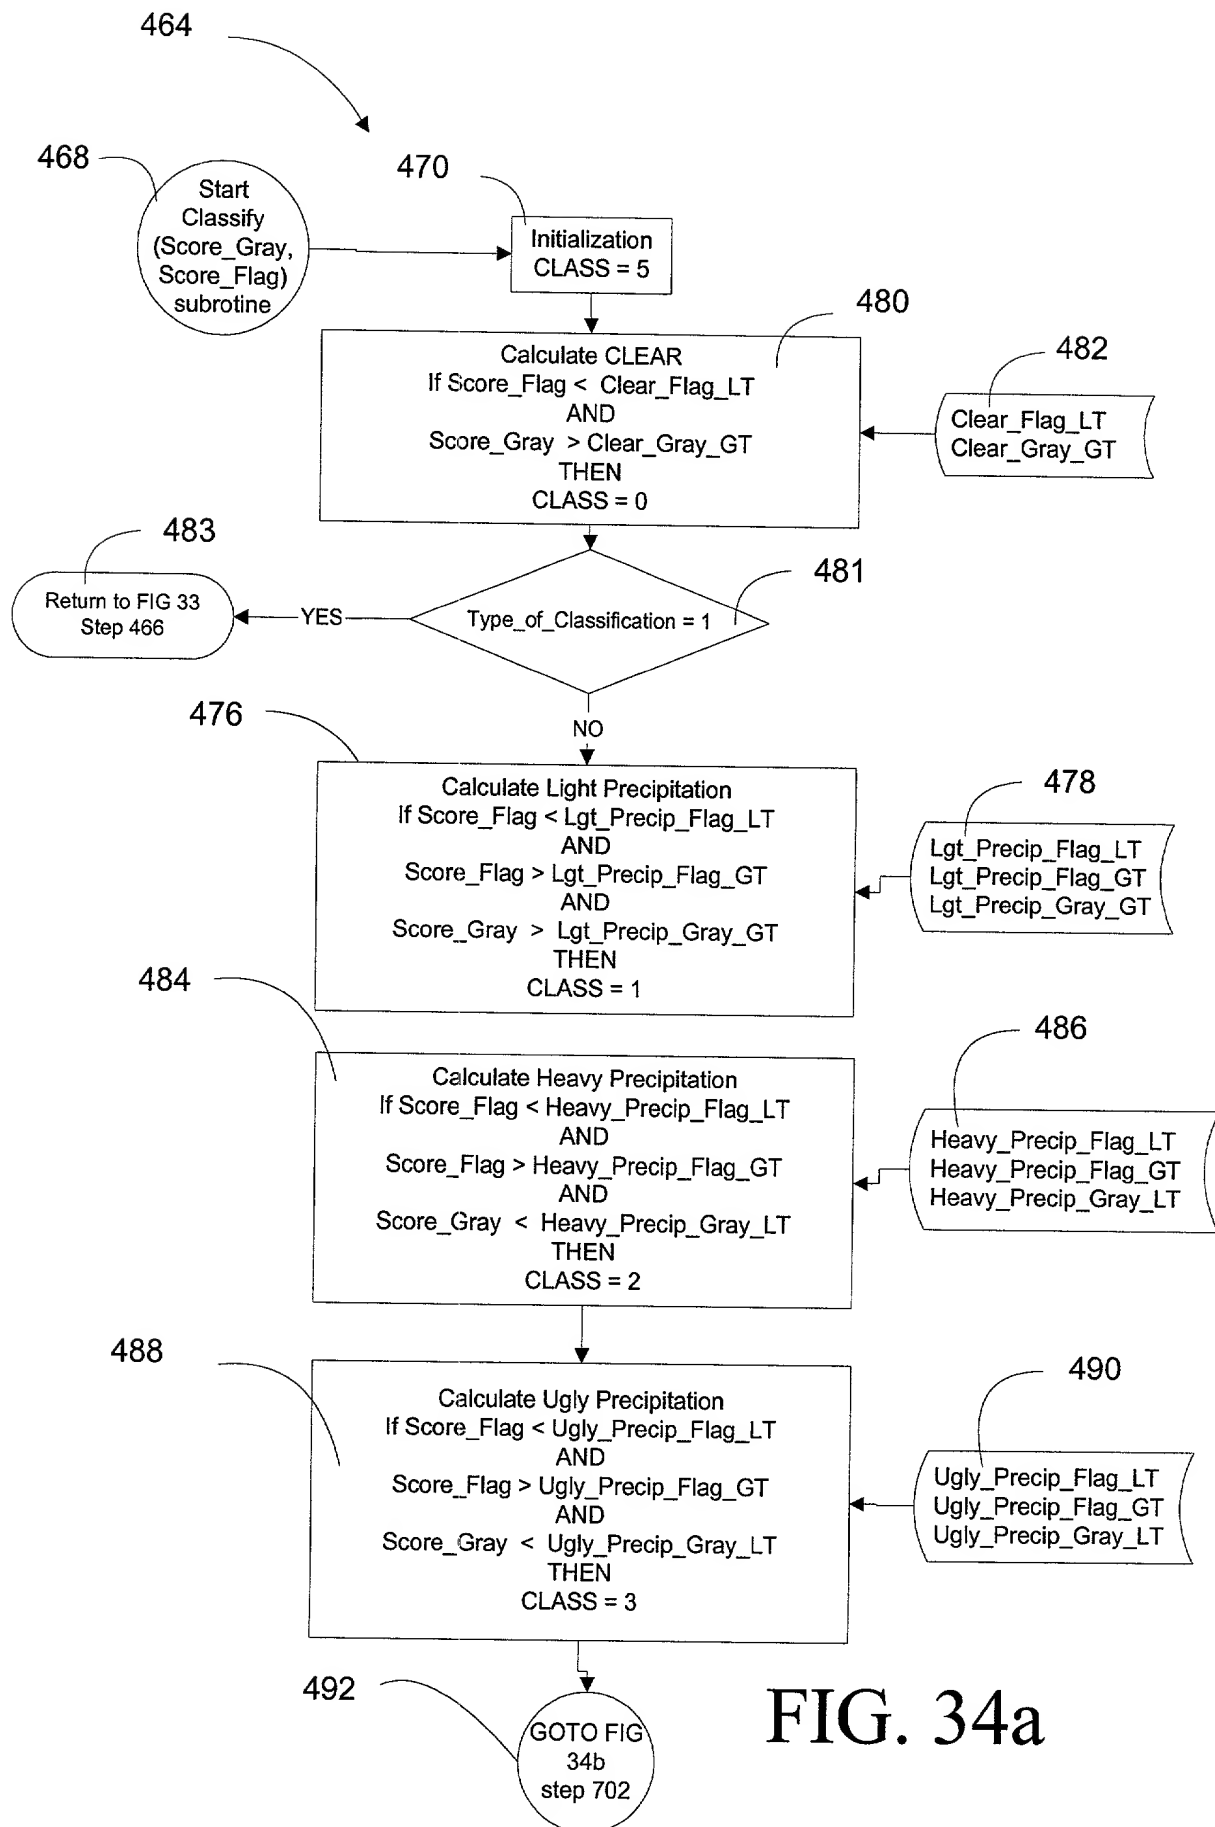 464
468
Start
Classify
(Score_Gray,
Score_Flag)
subrotine
470
Initialization
CLASS = 5
480
Calculate CLEAR
If Score_Flag < Clear_Flag_LT
AND
Score_Gray > Clear_Gray_GT
THEN
CLASS = 0
482
Clear_Flag_LT
Clear_Gray_GT
483
Return to FIG 33
Step 466
YES
481
Type_of_Classification = 1
NO
476
Calculate Light Precipitation
If Score_Flag < Lgt_Precip_Flag_LT
AND
Score_Flag > Lgt_Precip_Flag_GT
AND
Score_Gray > Lgt_Precip_Gray_GT
THEN
CLASS = 1
478
Lgt_Precip_Flag_LT
Lgt_Precip_Flag_GT
Lgt_Precip_Gray_GT
484
Calculate Heavy Precipitation
If Score_Flag < Heavy_Precip_Flag_LT
AND
Score_Flag > Heavy_Precip_Flag_GT
AND
Score_Gray < Heavy_Precip_Gray_LT
THEN
CLASS = 2
486
Heavy_Precip_Flag_LT
Heavy_Precip_Flag_GT
Heavy_Precip_Gray_LT
488
Calculate Ugly Precipitation
If Score_Flag < Ugly_Precip_Flag_LT
AND
Score_Flag > Ugly_Precip_Flag_GT
AND
Score_Gray < Ugly_Precip_Gray_LT
THEN
CLASS = 3
490
Ugly_Precip_Flag_LT
Ugly_Precip_Flag_GT
Ugly_Precip_Gray_LT
492
GOTO FIG
34b
step 702
FIG. 34a